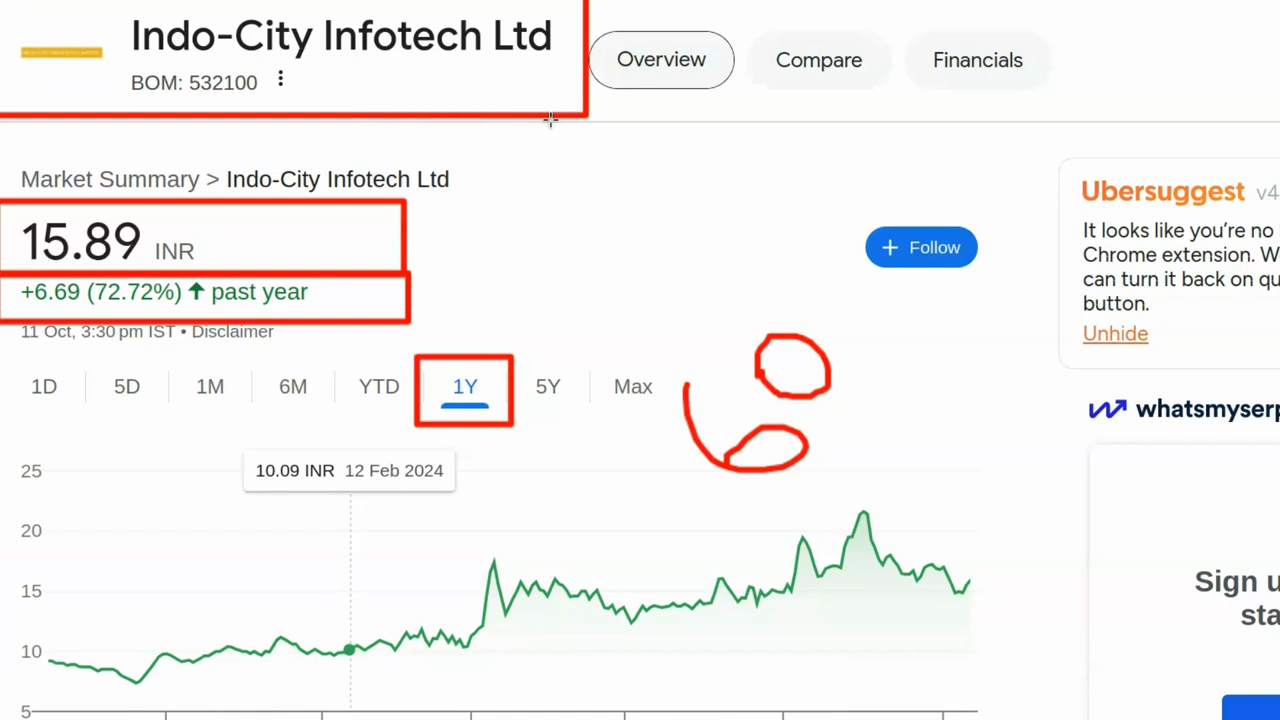 Indo-City Infotech Ltd
BOM: 532100
Overview
Compare
Financials
Market Summary > Indo-City Infotech Ltd
15.89 INR
+6.69 (72.72%) ↑ past year
11 Oct, 3:30 pm IST • Disclaimer
+ Follow
1D
5D
1M
6M
YTD
1Y
5Y
Max
10.09 INR 12 Feb 2024
25
20
15
10
5
Ubersuggest v4
It looks like you're no
Chrome extension. W
can turn it back on qu
button.
Unhide
whatsmyserp
Sign u
sta